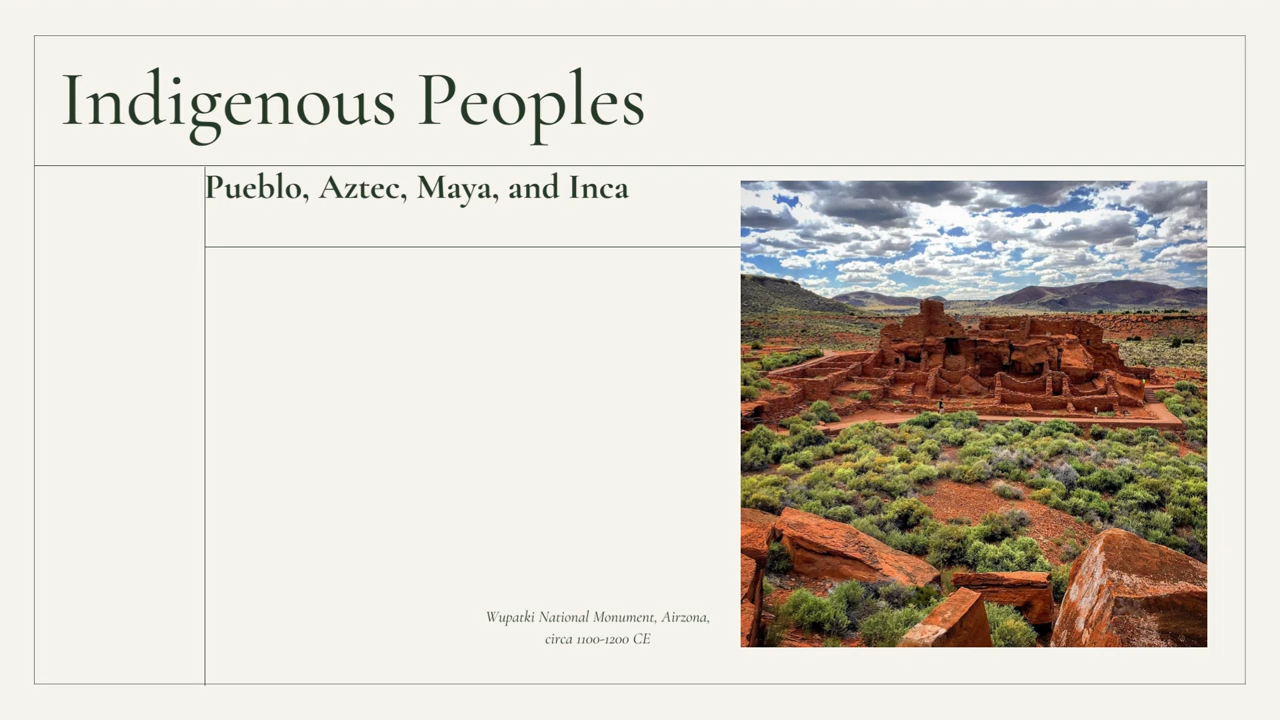 Indigenous Peoples
Pueblo, Aztec, Maya, and Inca
Wupatki National Monument, Airzona,
circa 1100-1200 CE